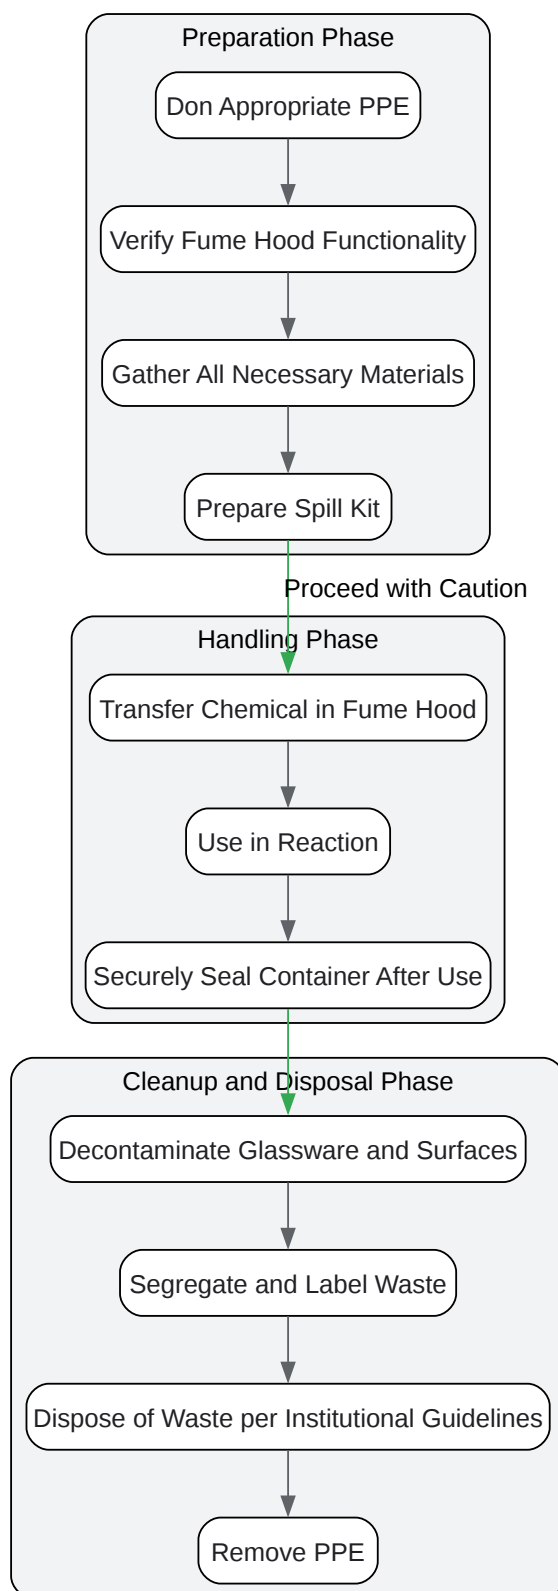 Preparation Phase
Don Appropriate PPE
Verify Fume Hood Functionality
Gather All Necessary Materials
Prepare Spill Kit
Proceed with Caution
Handling Phase
Transfer Chemical in Fume Hood
Use in Reaction
Securely Seal Container After Use
Cleanup and Disposal Phase
Decontaminate Glassware and Surfaces
Segregate and Label Waste
Dispose of Waste per Institutional Guidelines
Remove PPE